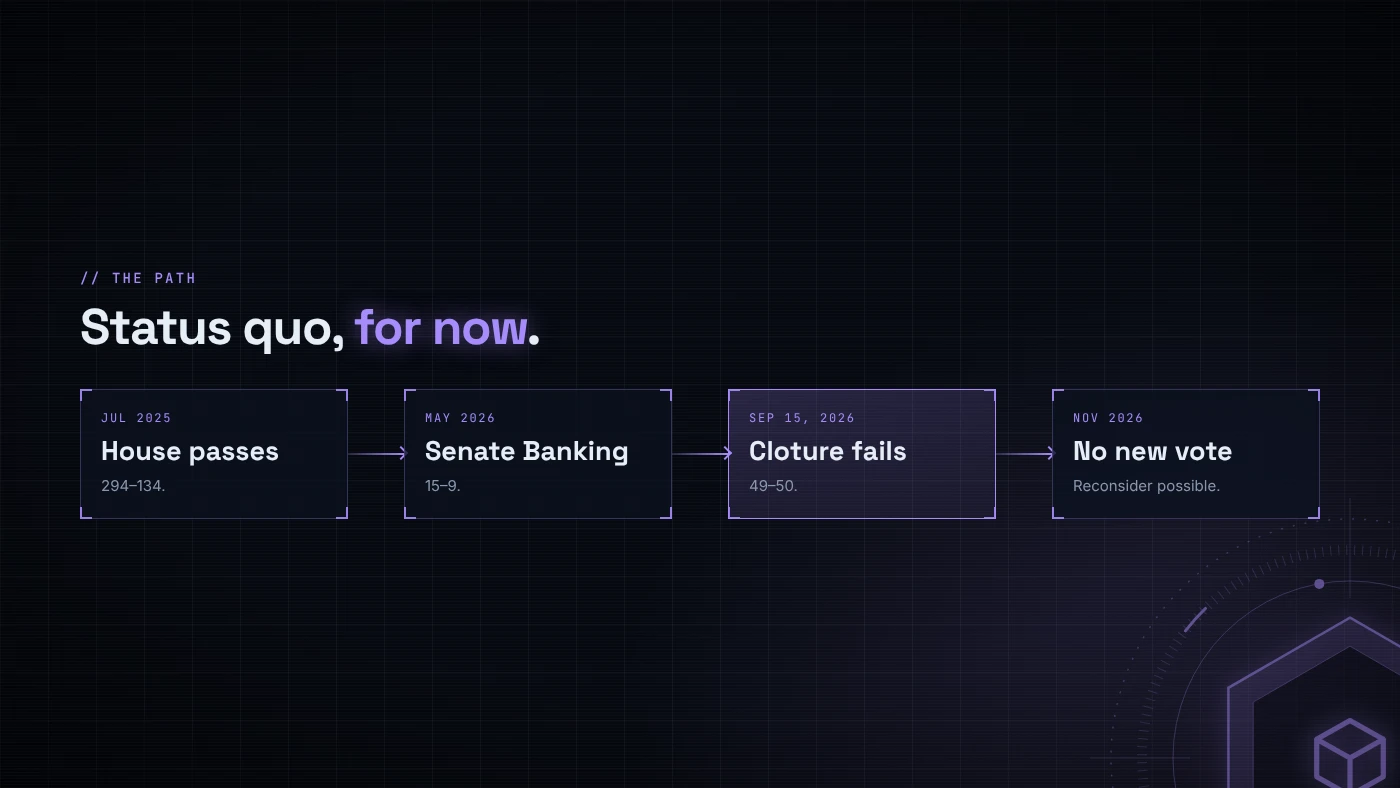 // THE PATH
Status quo, for now.
JUL 2025
House passes
294–134.
MAY 2026
Senate Banking
15–9.
SEP 15, 2026
Cloture fails
49–50.
NOV 2026
No new vote
Reconsider possible.